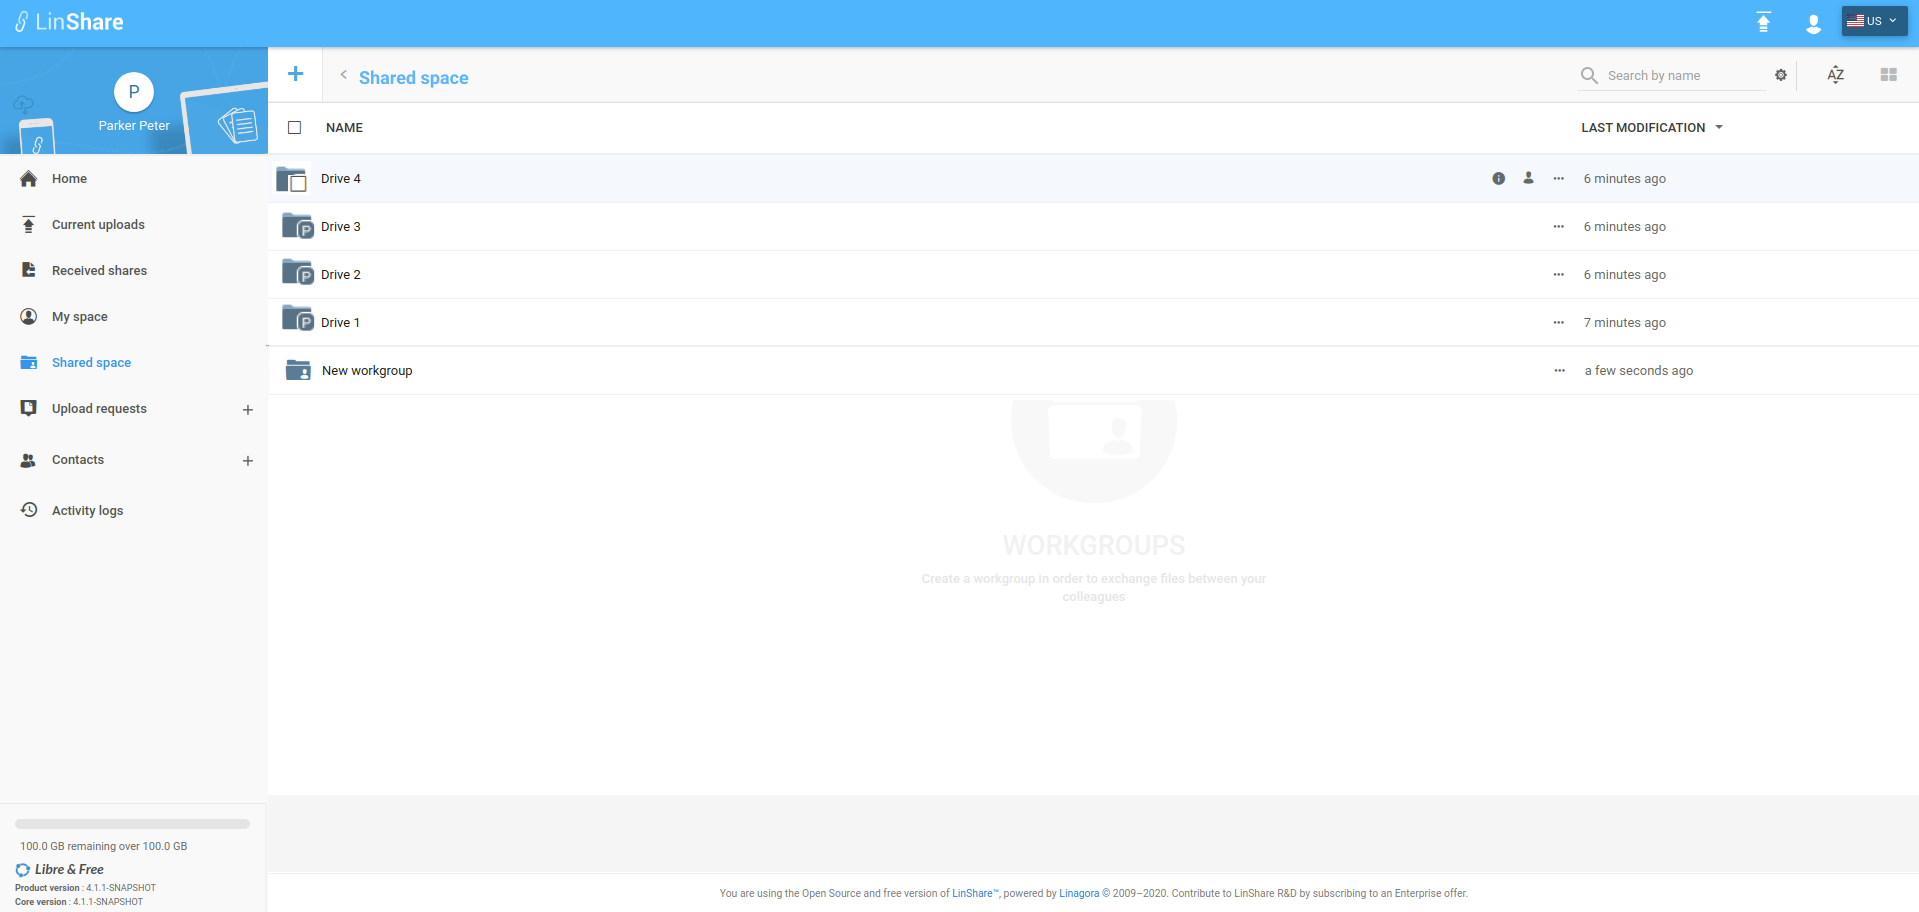 LinShare
US
P
Parker Peter
Home
Current uploads
Received shares
My space
Shared space
Upload requests
Contacts
Activity logs
100.0 GB remaining over 100.0 GB
Libre & Free
Product version : 4.1.1-SNAPSHOT
Core version : 4.1.1-SNAPSHOT
Shared space
Search by name
AZ
NAME
LAST MODIFICATION
Drive 4
6 minutes ago
P
Drive 3
6 minutes ago
P
Drive 2
6 minutes ago
P
Drive 1
7 minutes ago
New workgroup
a few seconds ago
WORKGROUPS
Create a workgroup in order to exchange files between your
colleagues
You are using the Open Source and free version of LinShare™, powered by Linagora © 2009–2020. Contribute to LinShare R&D by subscribing to an Enterprise offer.